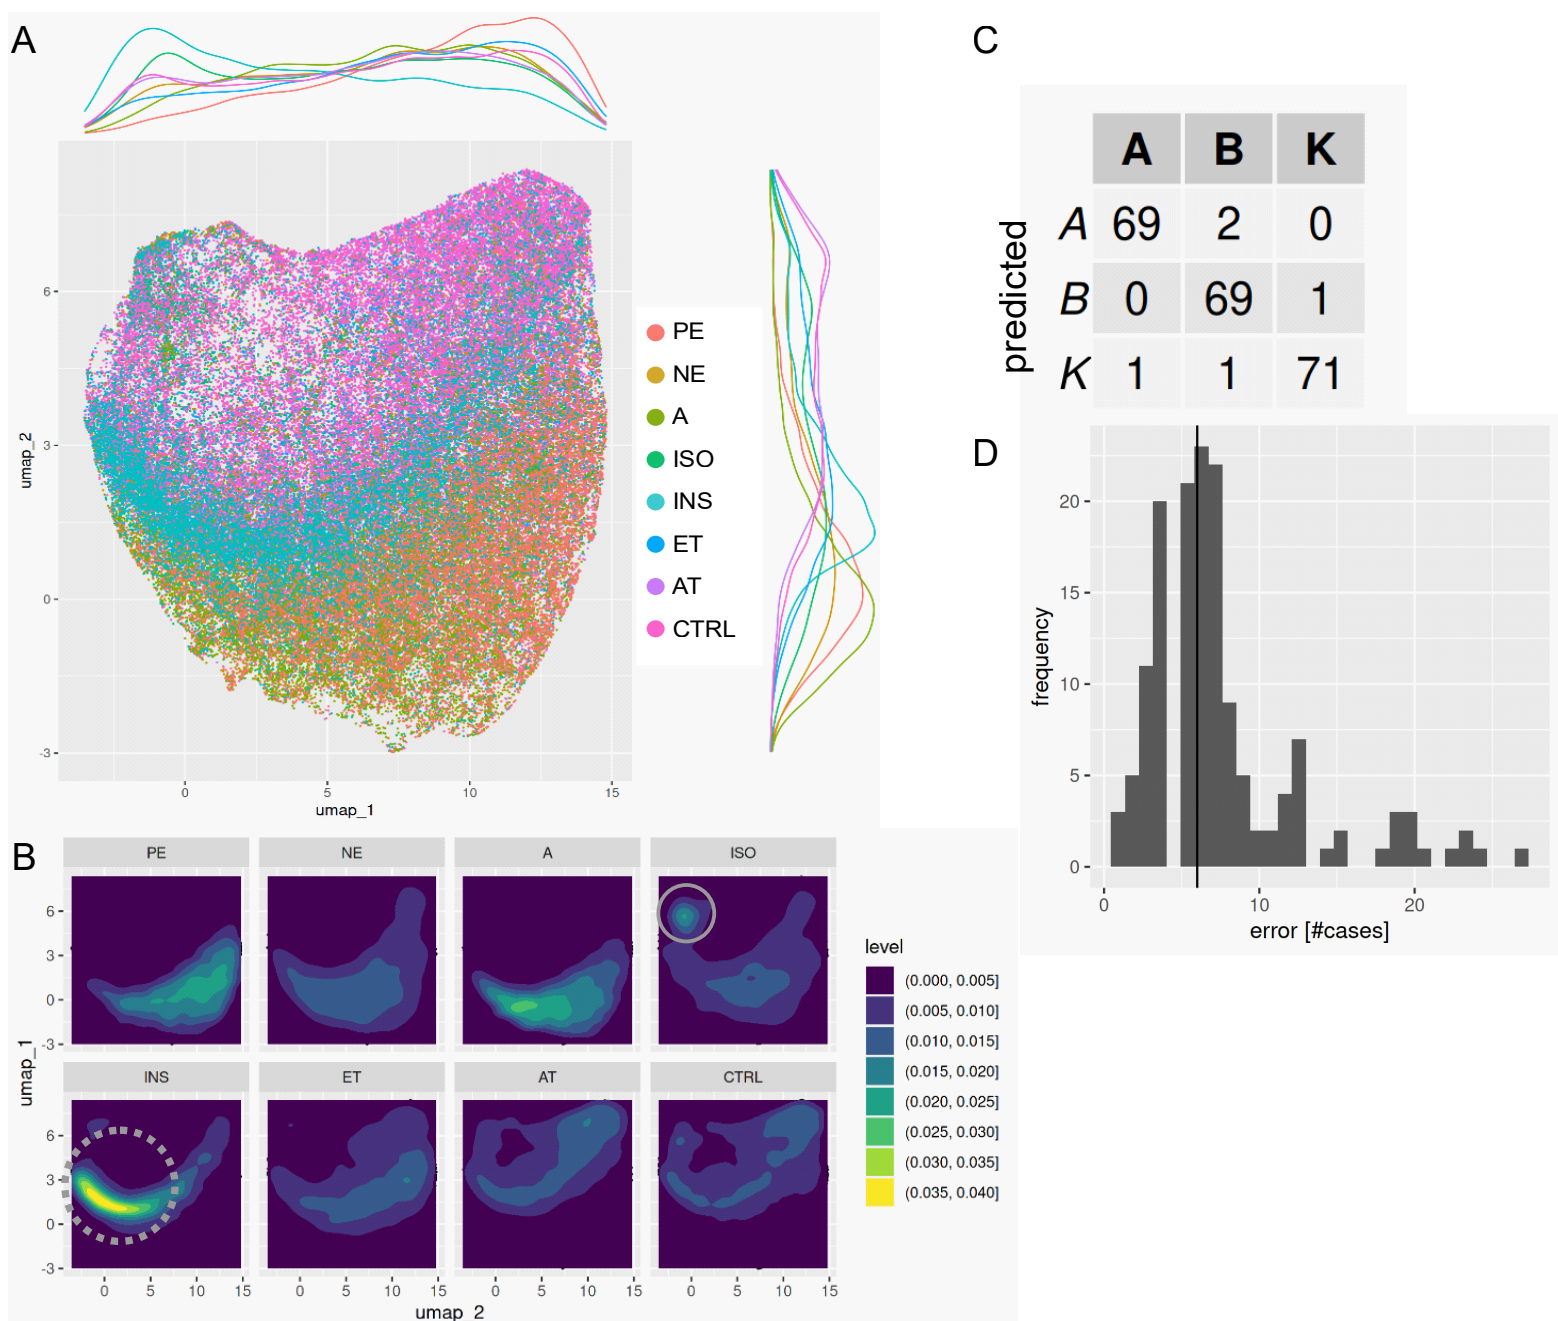 A
6
3
0
-3
umap_2
0 5 10 15
umap_1
PE
NE
A
ISO
INS
ET
AT
CTRL
B
PE NE A ISO
6
3
0
-3
INS ET AT CTRL
6
3
0
-3
umap_1
0 5 10 15 0 5 10 15 0 5 10 15 0 5 10 15
umap_2
level
(0.000, 0.005]
(0.005, 0.010]
(0.010, 0.015]
(0.015, 0.020]
(0.020, 0.025]
(0.025, 0.030]
(0.030, 0.035]
(0.035, 0.040]
C
predicted
A B K
A 69 2 0
B 0 69 1
K 1 1 71
D
frequency
20
15
10
5
0
0 10 20
error [#cases]